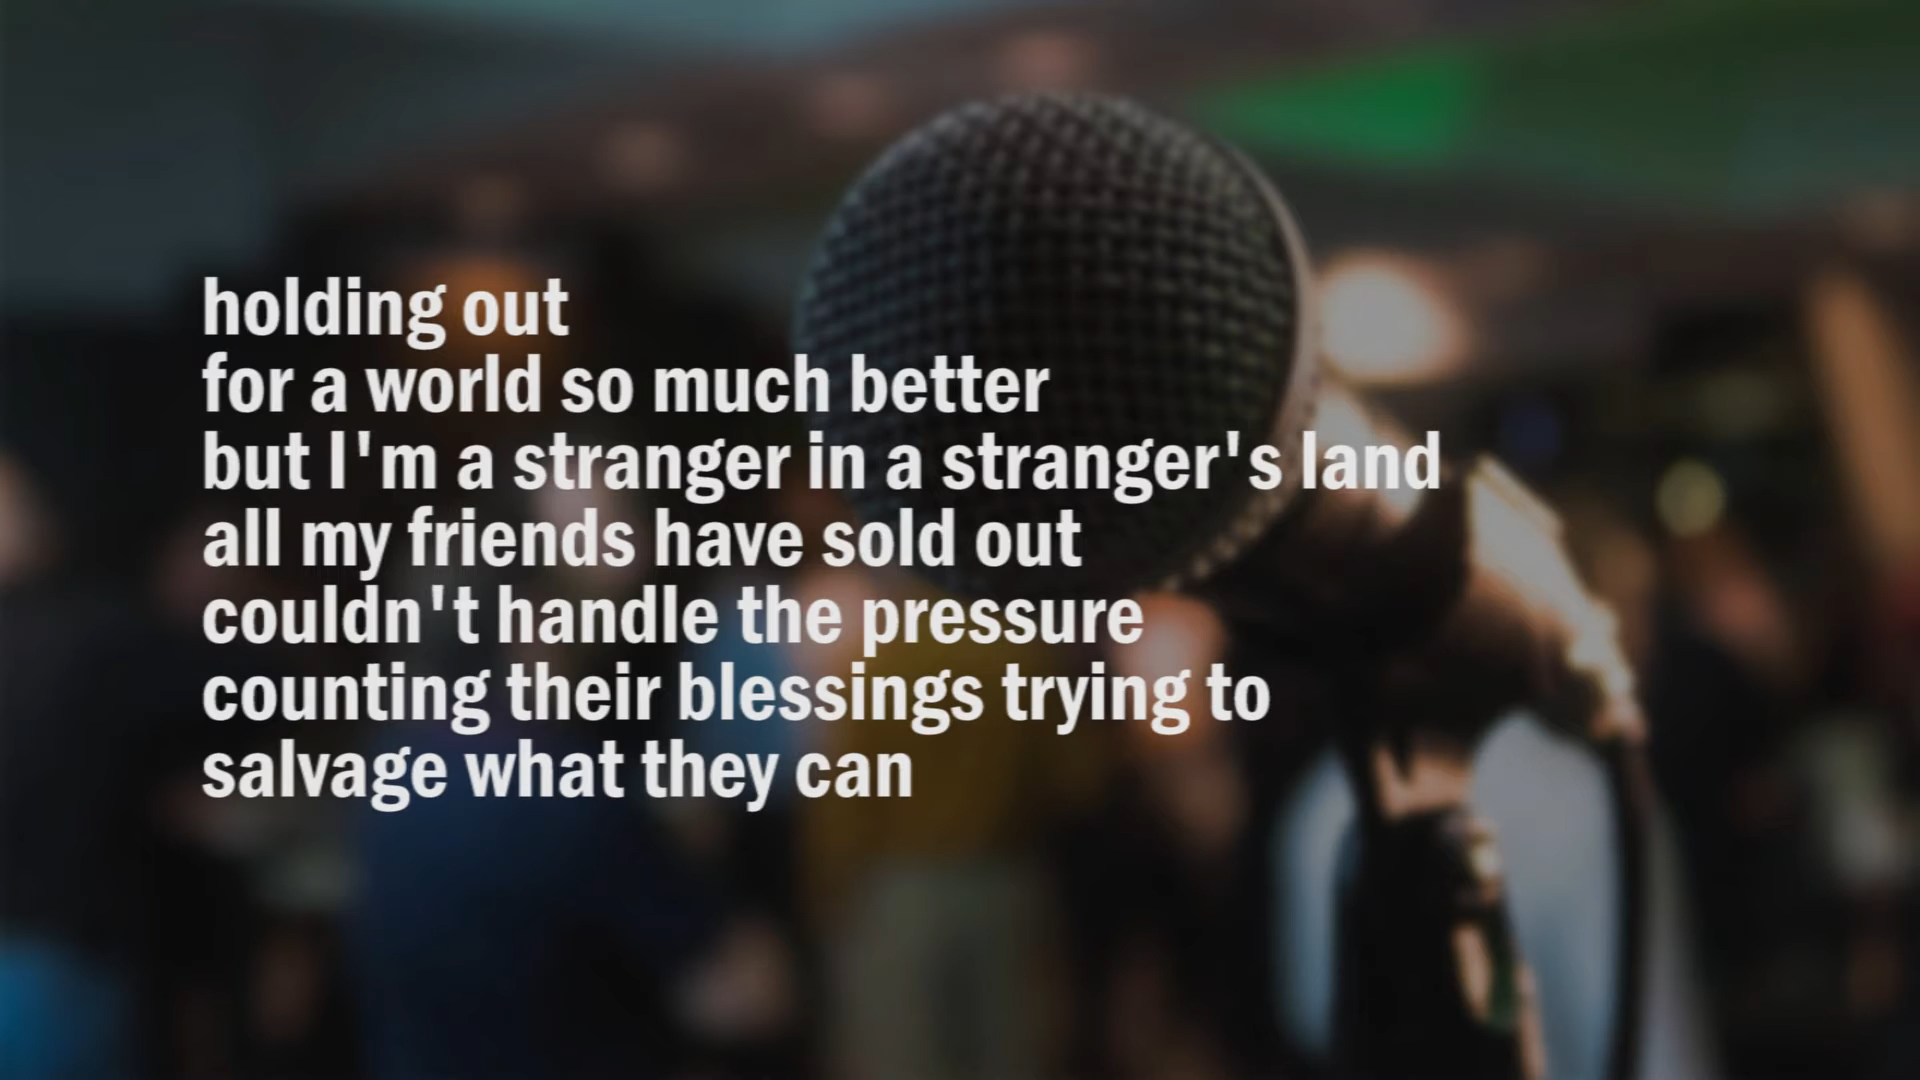 holding out
for a world so much better
but I'm a stranger in a stranger's land
all my friends have sold out
couldn't handle the pressure
counting their blessings trying to
salvage what they can